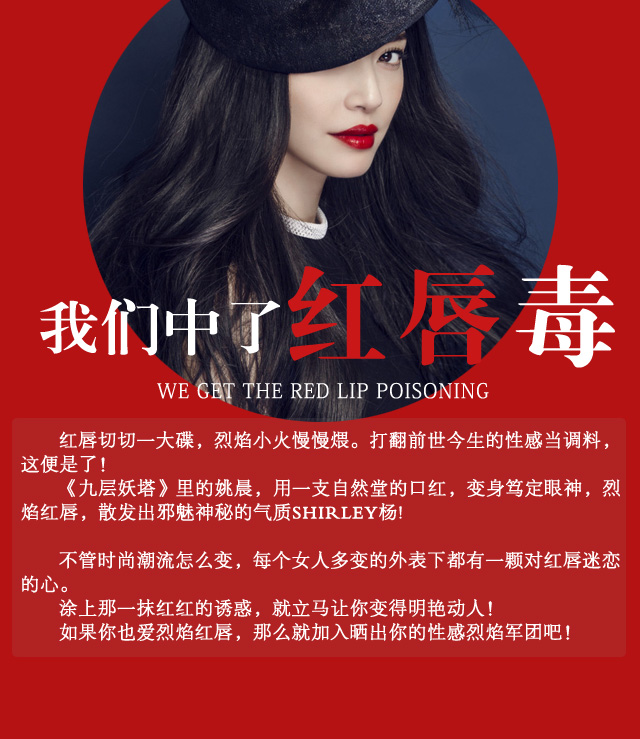 我们中了红唇毒
WE GET THE RED LIP POISONING
红唇切切一大碟，烈焰小火慢慢煨。打翻前世今生的性感当调料，
这便是了！
《九层妖塔》里的姚晨，用一支自然堂的口红，变身笃定眼神，烈
焰红唇，散发出邪魅神秘的气质SHIRLEY杨!
不管时尚潮流怎么变，每个女人多变的外表下都有一颗对红唇迷恋
的心。
涂上那一抹红红的诱惑，就立马让你变得明艳动人！
如果你也爱烈焰红唇，那么就加入晒出你的性感烈焰军团吧！